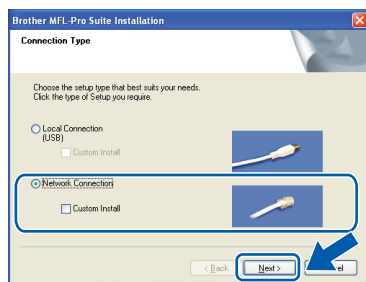 Brother MFL-Pro Suite Installation
Connection Type
Choose the setup type that best suits your needs.
Click the type of Setup you require.
Local Connection
(USB)
Custom Install
Network Connection
Custom Install
< Back
Next >